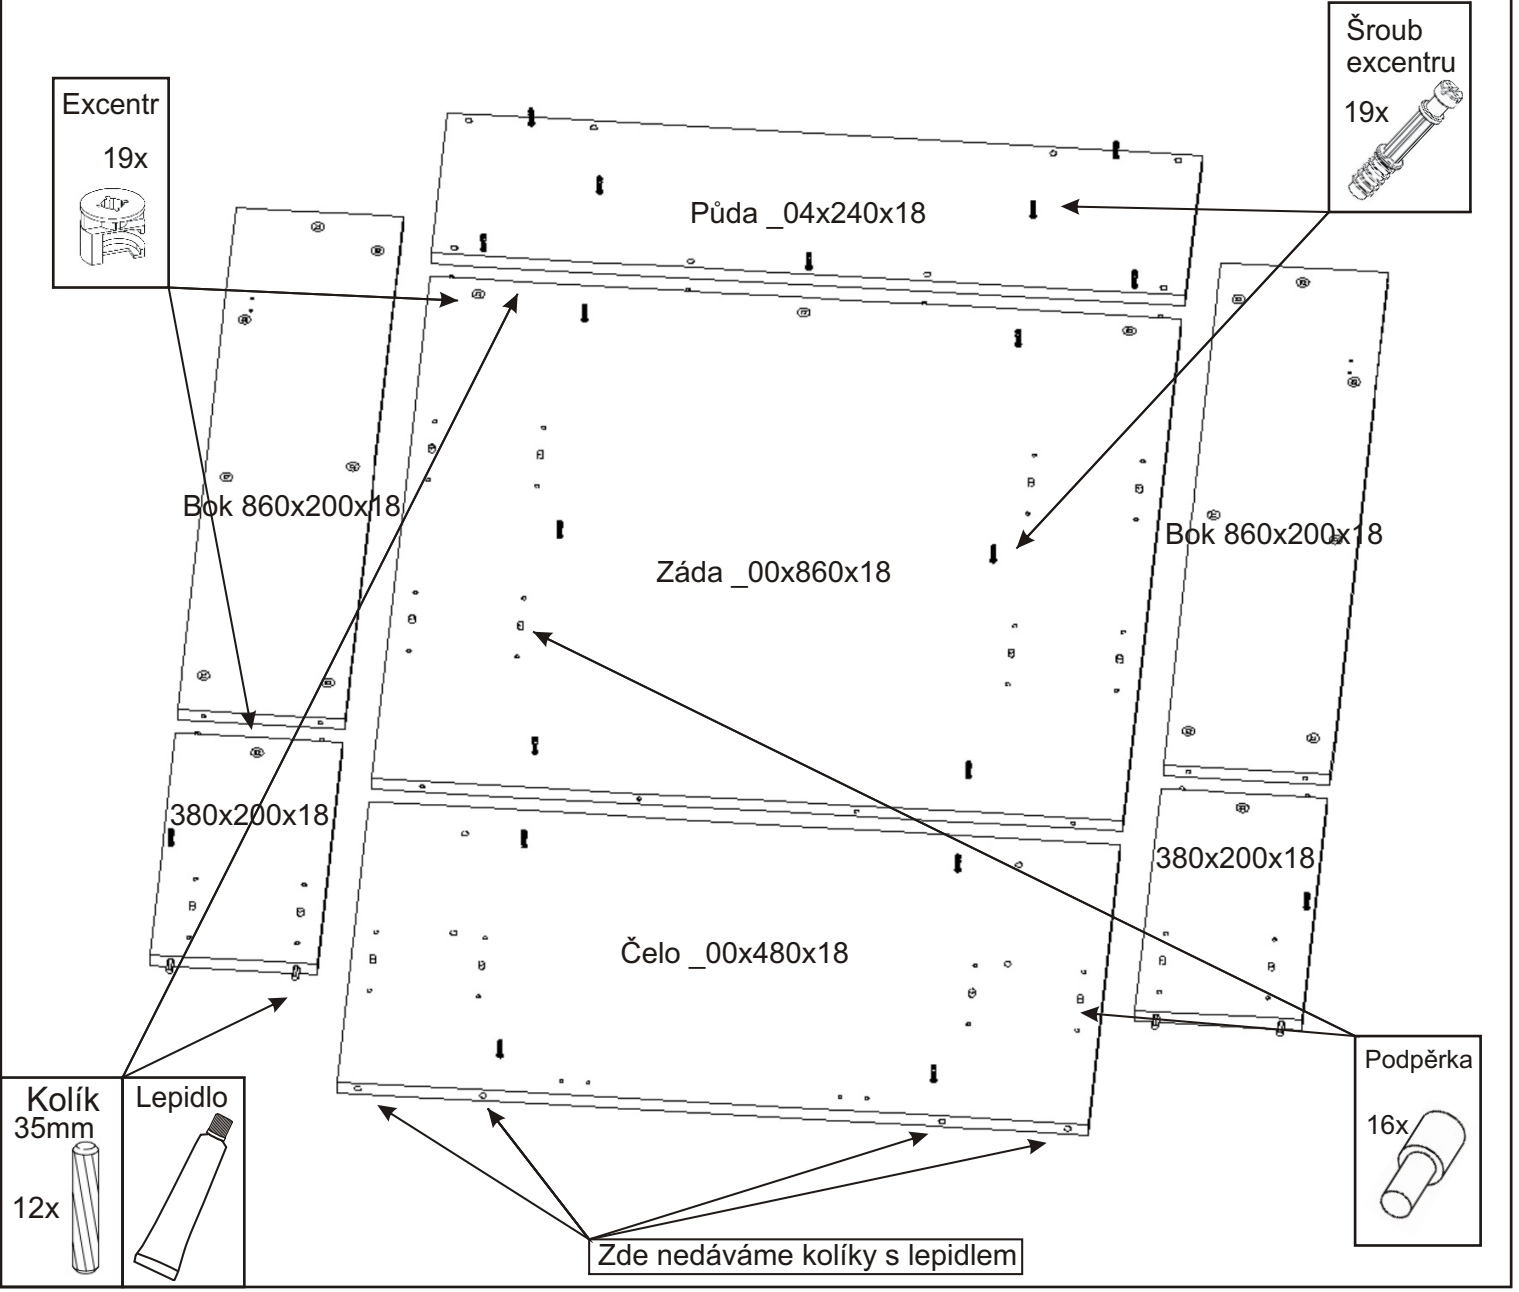 Šroub
excentru
19x
Excentr
19x
Půda _04x240x18
Bok 860x200x18
Záda _00x860x18
Bok 860x200x18
380x200x18
380x200x18
Čelo _00x480x18
Kolík
35mm
12x
Lepidlo
Podpěrka
16x
Zde nedáváme kolíky s lepidlem